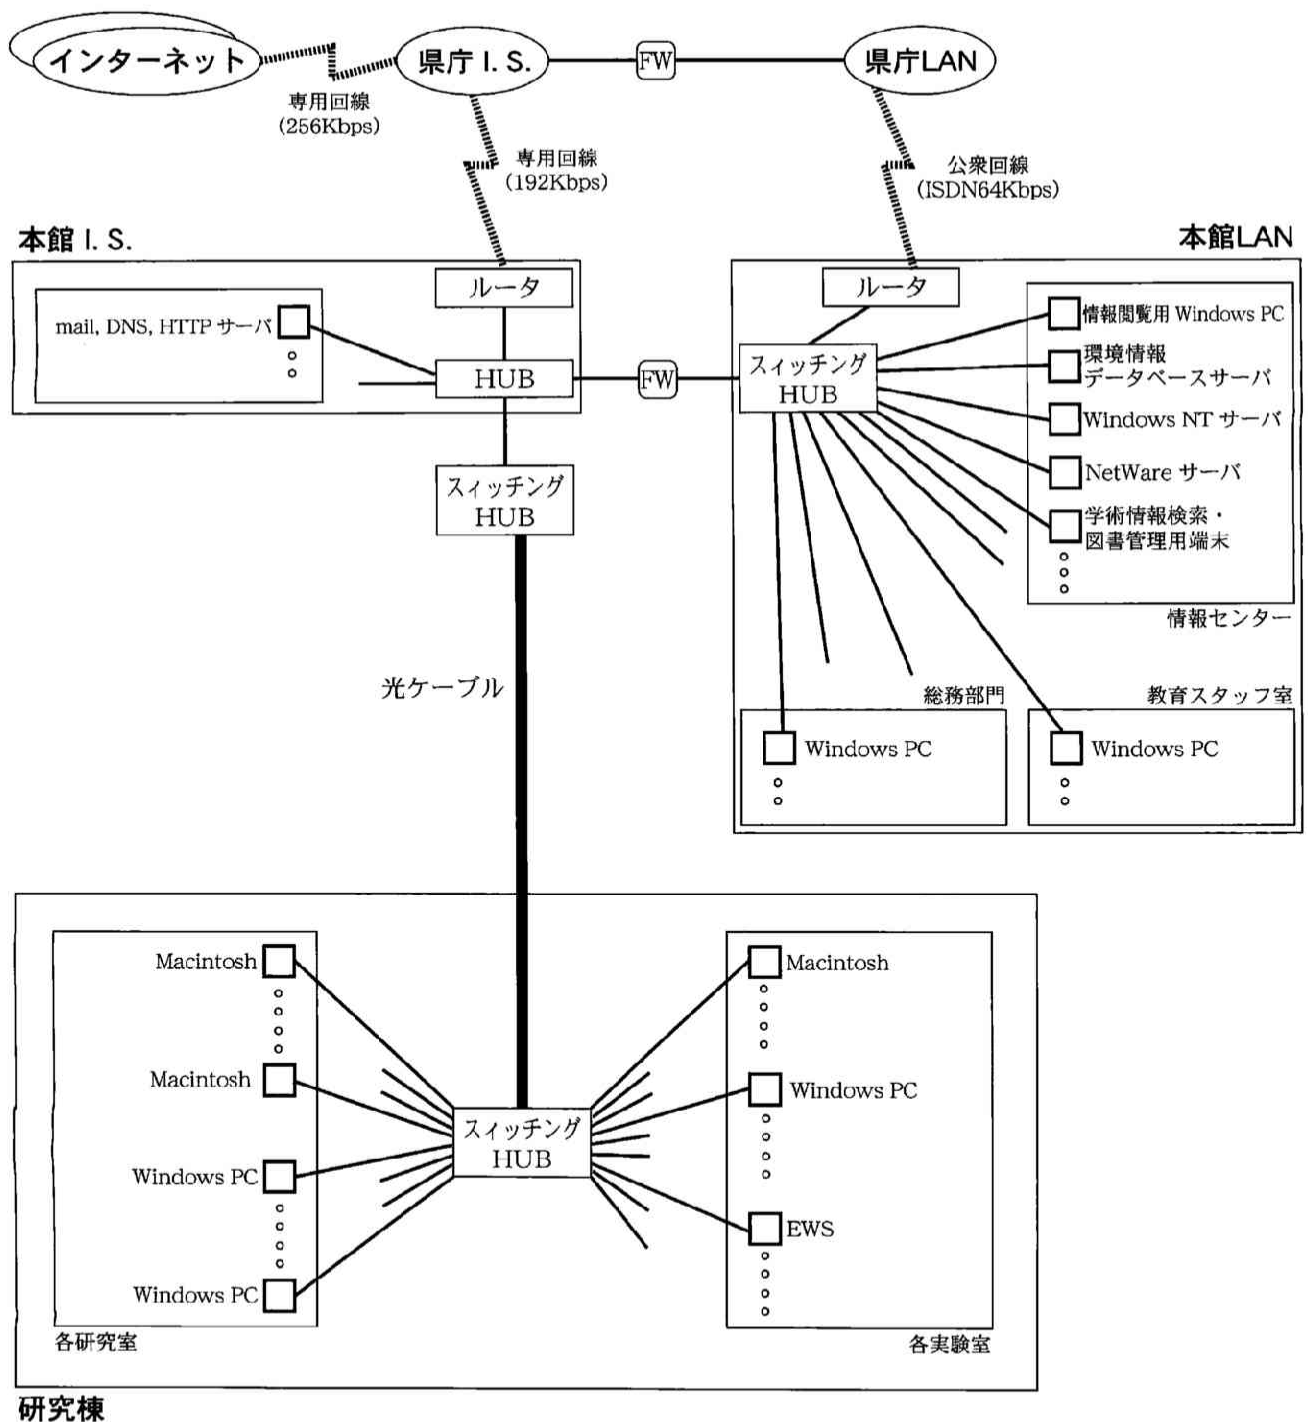 インターネット
県庁 I. S.
FW
県庁LAN
専用回線
(256Kbps)
専用回線
(192Kbps)
公衆回線
(ISDN64Kbps)
本館 I. S.
本館LAN
ルータ
mail, DNS, HTTP サーバ
HUB
FW
ルータ
スィッチング
HUB
情報閲覧用 Windows PC
環境情報
データベースサーバ
Windows NT サーバ
NetWare サーバ
学術情報検索・
図書管理用端末
情報センター
スィッチング
HUB
光ケーブル
総務部門
Windows PC
教育スタッフ室
Windows PC
Macintosh
Macintosh
Windows PC
Windows PC
各研究室
スィッチング
HUB
Macintosh
Windows PC
EWS
各実験室
研究棟